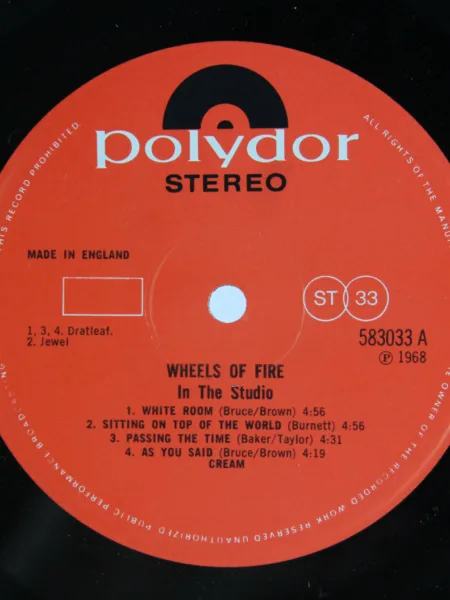 polydor
STEREO
MADE IN ENGLAND
ST 33
1, 3, 4. Dratleaf.
2. Jewel
583033 A
Ⓟ 1968
WHEELS OF FIRE
In The Studio
1. WHITE ROOM (Bruce/Brown) 4:56
2. SITTING ON TOP OF THE WORLD (Burnett) 4:56
3. PASSING THE TIME (Baker/Taylor) 4:31
4. AS YOU SAID (Bruce/Brown) 4:19
CREAM
ALL RIGHTS OF THE MANU
E OWNER OF THE RECORDED WORK RESERVED UNAUTHORIZED PUBLIC PERFORMANCE BROADCASTING
THIS RECORD PROHIBITED.